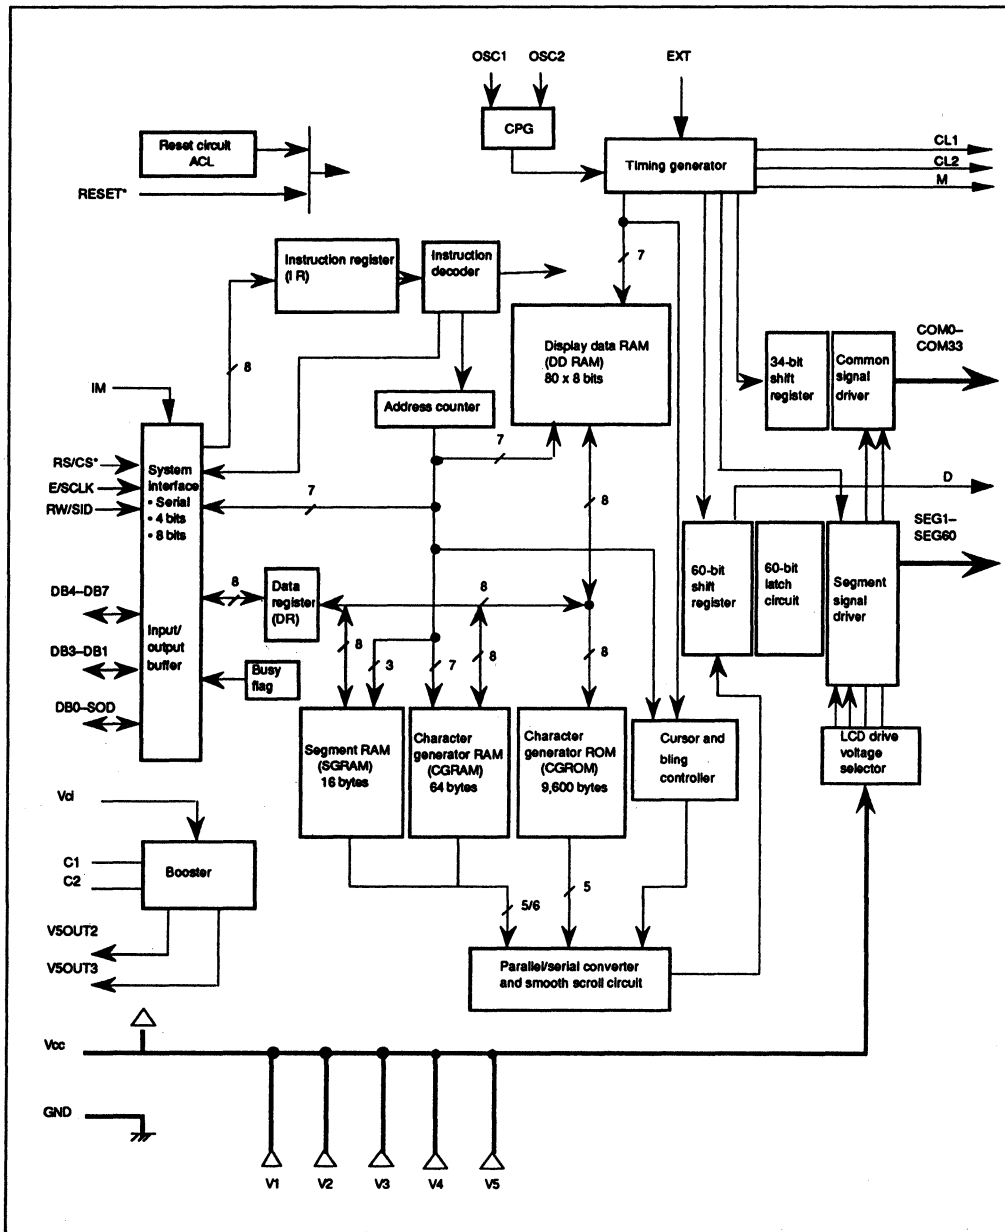 OSC1 OSC2 EXT
CPG
Reset circuit
ACL
Timing generator
CL1
CL2
M
RESET*
Instruction register
(I R)
Instruction
decoder
7
8
Display data RAM
(DD RAM)
80 x 8 bits
34-bit
shift
register
Common
signal
driver
COM0–
COM33
IM
Address counter
7
RS/CS*
E/SCLK
RW/SID
System
interface
• Serial
• 4 bits
• 8 bits
7
8
D
SEG1–
SEG60
60-bit
shift
register
60-bit
latch
circuit
Segment
signal
driver
DB4–DB7
8
Data
register
(DR)
8
DB3–DB1
Input/
output
buffer
8
3
7
8
8
Busy
flag
DB0–SOD
Segment RAM
(SGRAM)
16 bytes
Character
generator RAM
(CGRAM)
64 bytes
Character
generator ROM
(CGROM)
9,600 bytes
Cursor and
bling
controller
LCD drive
voltage
selector
Vci
C1
C2
Booster
5/6
5
V5OUT2
V5OUT3
Parallel/serial converter
and smooth scroll circuit
Vcc
GND
V1 V2 V3 V4 V5